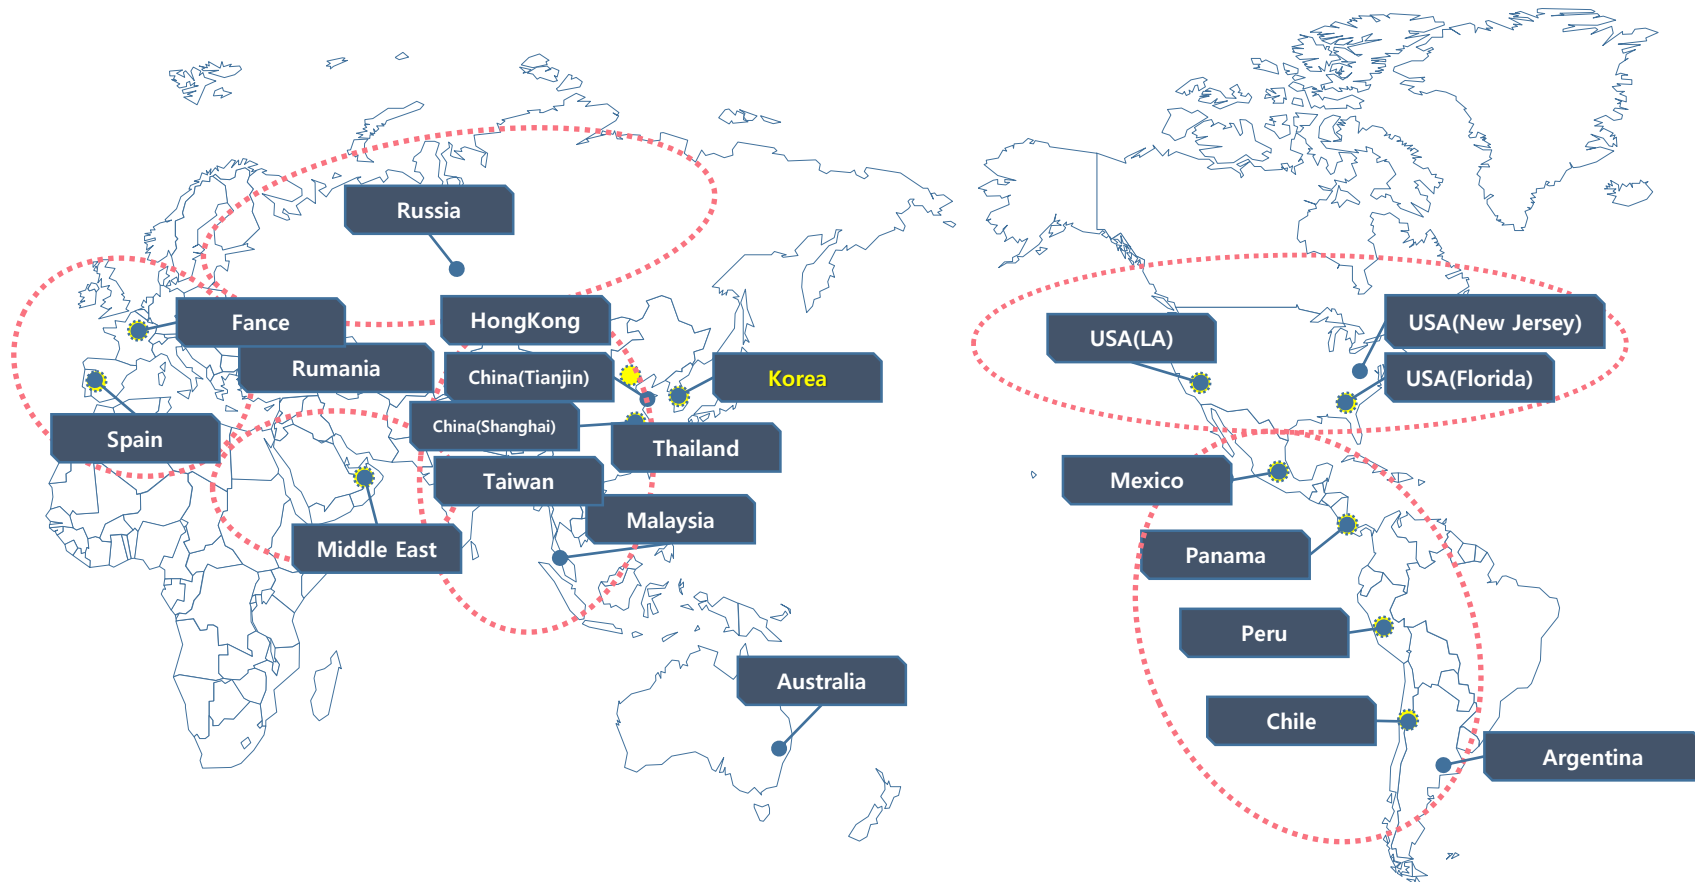 Russia
HongKong
Fance
USA(New Jersey)
USA(LA)
Rumania
China(Tianjin)
Korea
USA(Florida)
China(Shanghai)
Spain
Thailand
Taiwan
Mexico
Malaysia
Middle East
Panama
Peru
Australia
Chile
Argentina